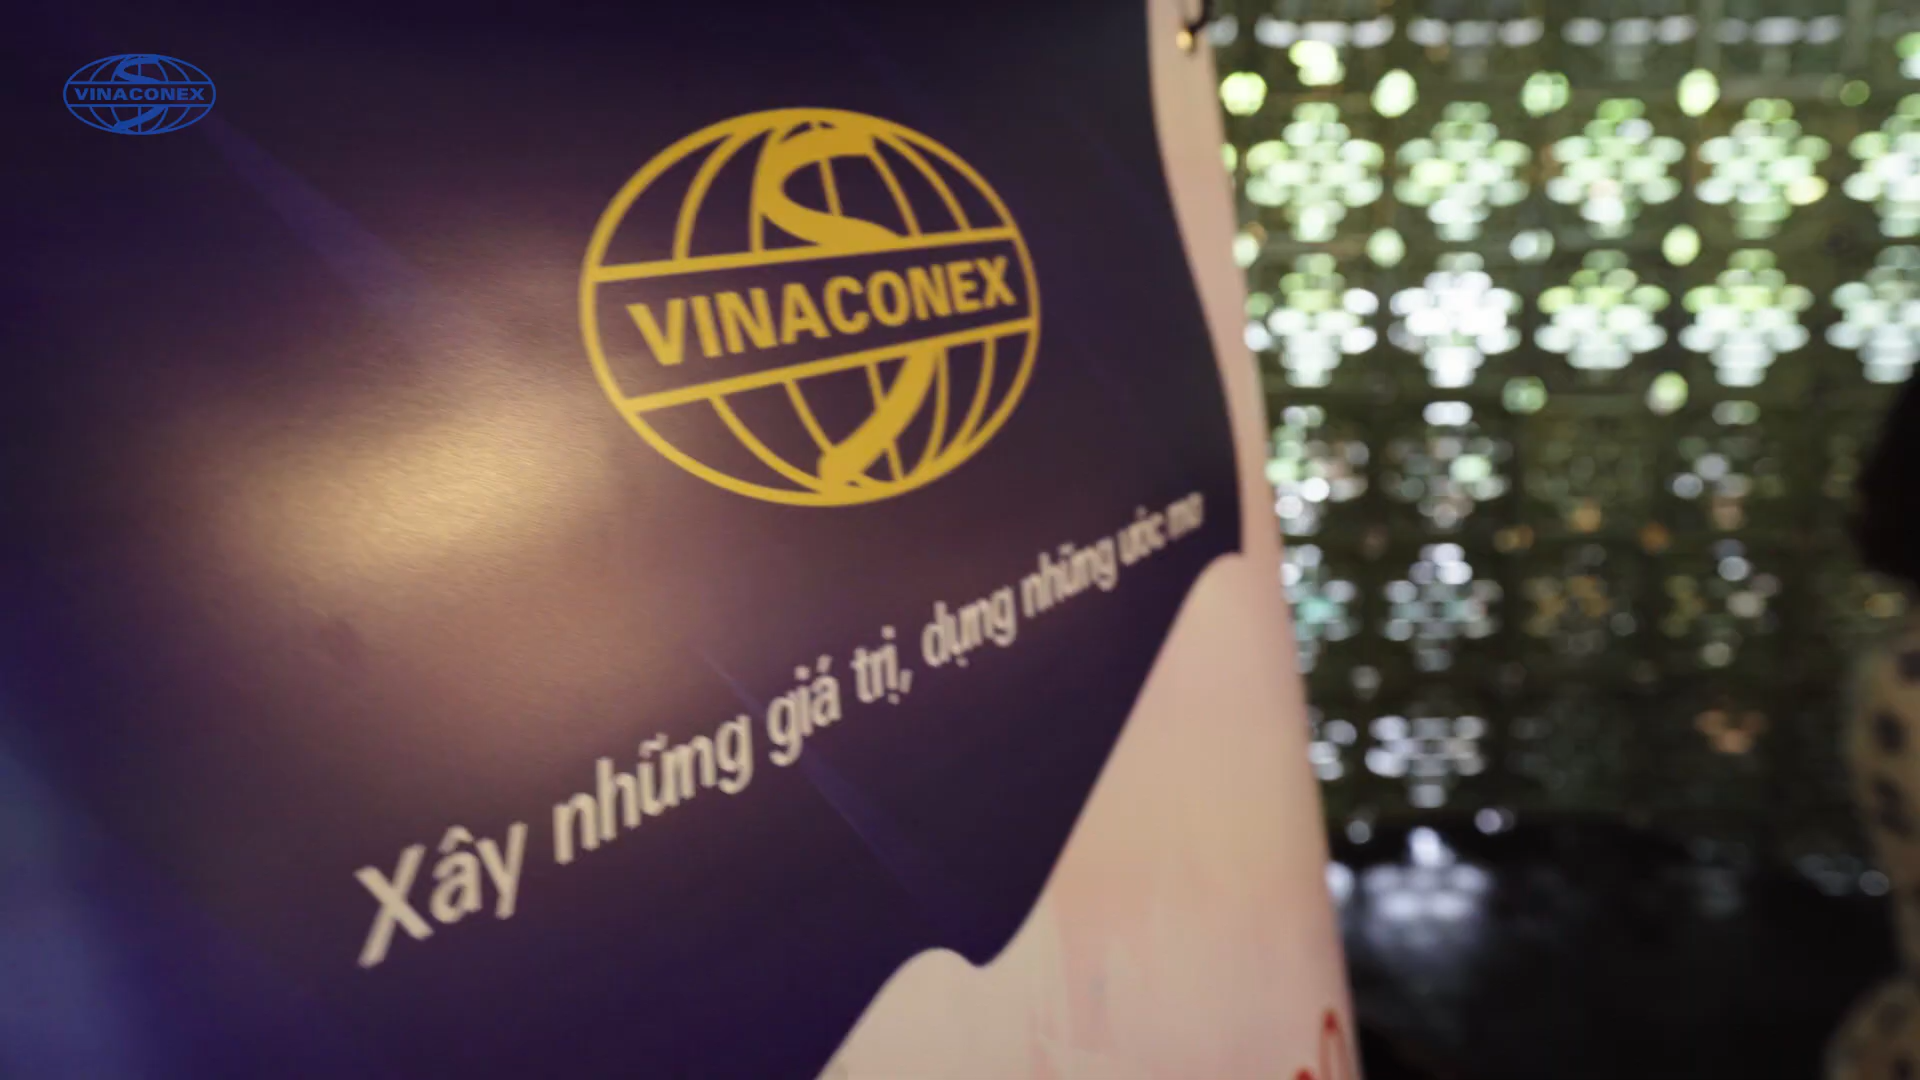 VINACONEX
VINACONEX
Xây những giá trị, dựng những ước mơ